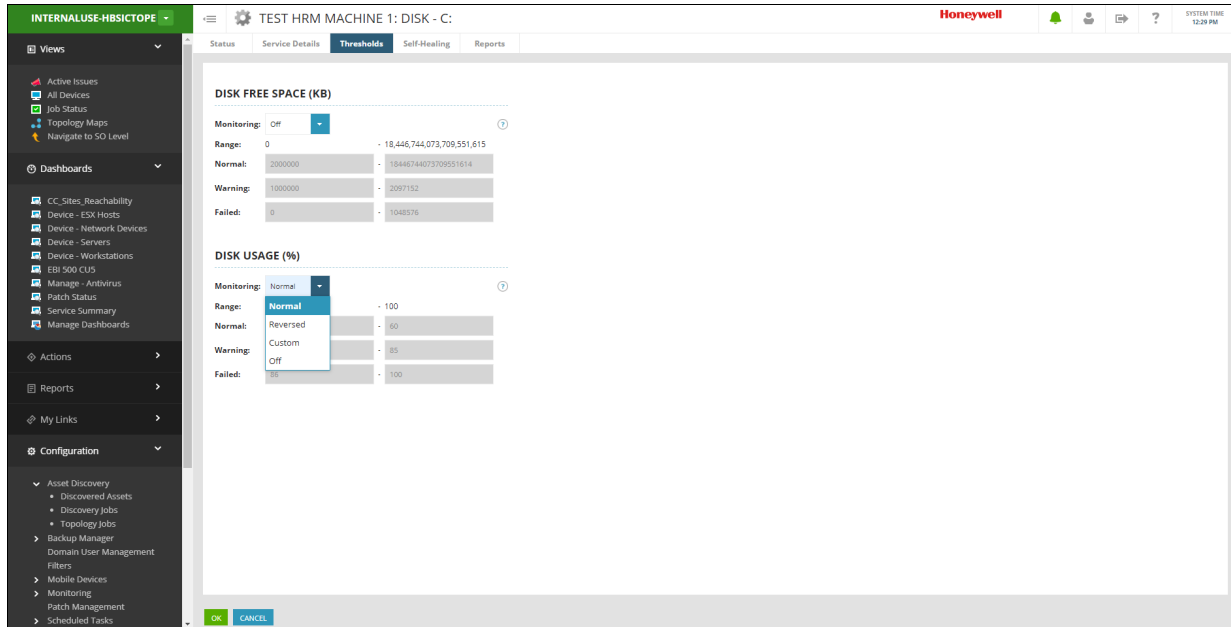 INTERNALUSE-HBSICTOPE
TEST HRM MACHINE 1: DISK - C:
Honeywell
?
SYSTEM TIME
12:29 PM
Views
Active Issues
All Devices
Job Status
Topology Maps
Navigate to SO Level
Dashboards
CC_Sites_Reachability
Device - ESX Hosts
Device - Network Devices
Device - Servers
Device - Workstations
EBI 500 CU5
Manage - Antivirus
Patch Status
Service Summary
Manage Dashboards
Actions
Reports
My Links
Configuration
Asset Discovery
• Discovered Assets
• Discovery Jobs
• Topology Jobs
Backup Manager
Domain User Management
Filters
Mobile Devices
Monitoring
Patch Management
Scheduled Tasks
Status Service Details Thresholds Self-Healing Reports
DISK FREE SPACE (KB)
Monitoring: Off ?
Range: 0 - 18,446,744,073,709,551,615
Normal: 2000000 - 18446744073709551614
Warning: 1000000 - 2097152
Failed: 0 - 1048576
DISK USAGE (%)
Monitoring: Normal ?
Range: - 100
Normal: - 60
Warning: - 85
Failed: 86 - 100
Normal
Reversed
Custom
Off
OK CANCEL